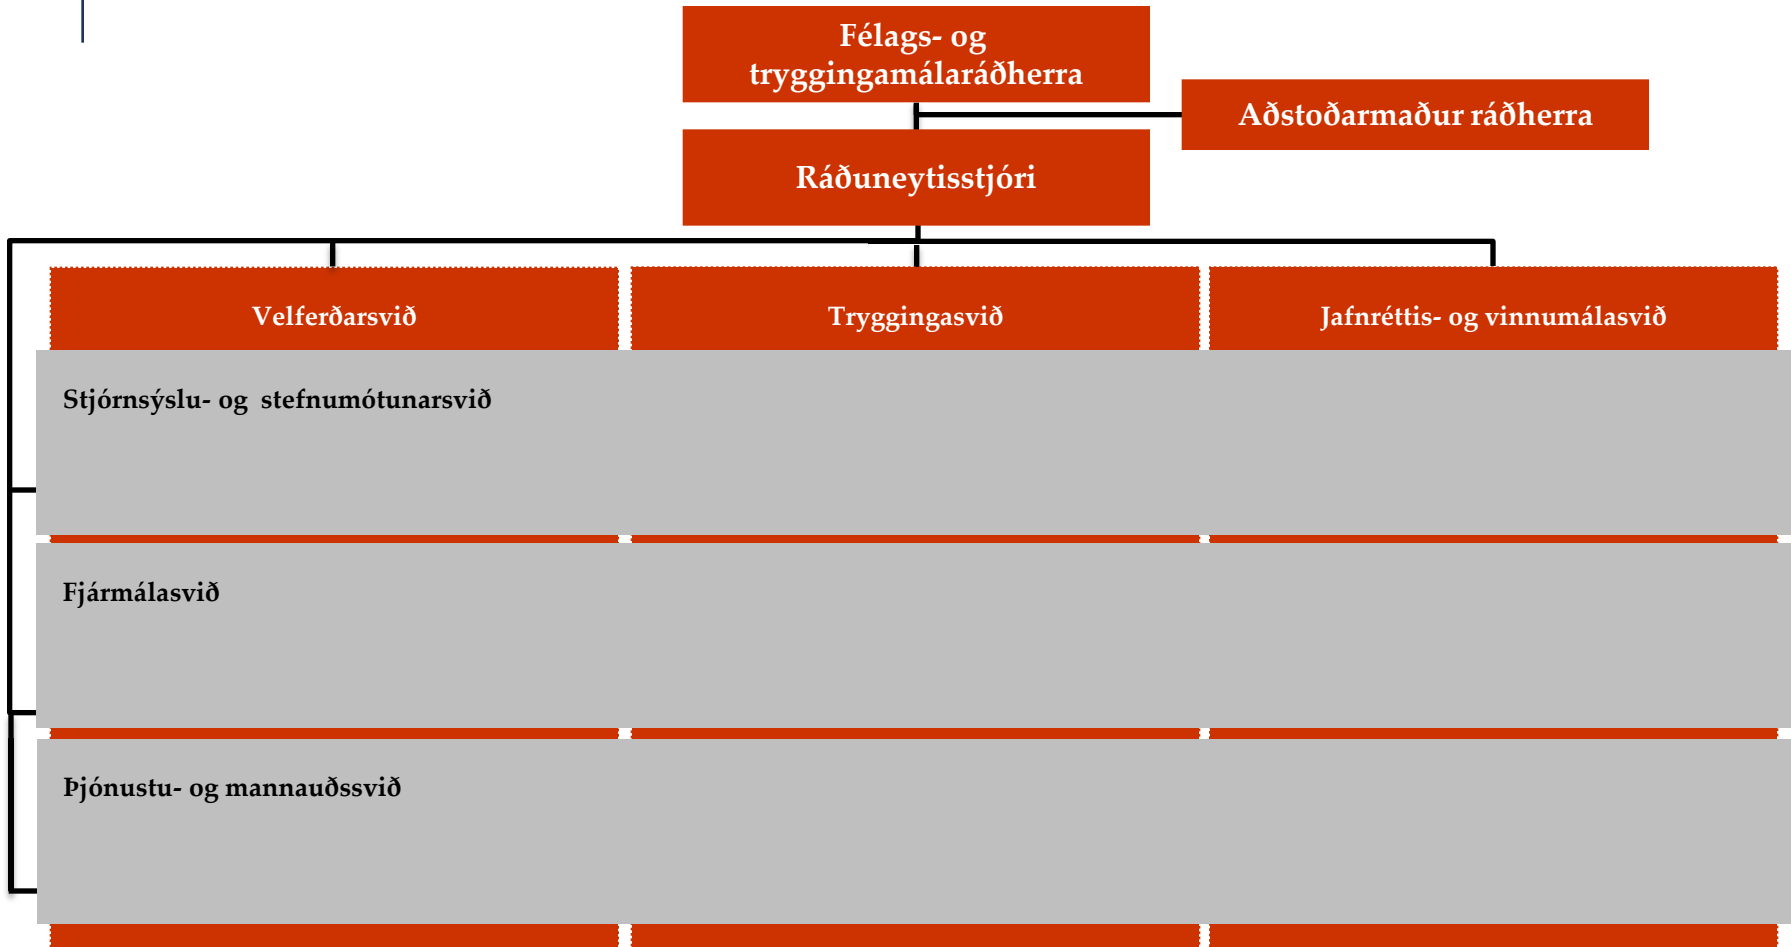 Félags- og
tryggingamálaráðherra
Aðstoðarmaður ráðherra
Ráðuneytisstjóri
Velferðarsvið
Tryggingasvið
Jafnréttis- og vinnumálasvið
Stjórnsýslu- og stefnumótunarsvið
Fjármálasvið
Þjónustu- og mannauðssvið